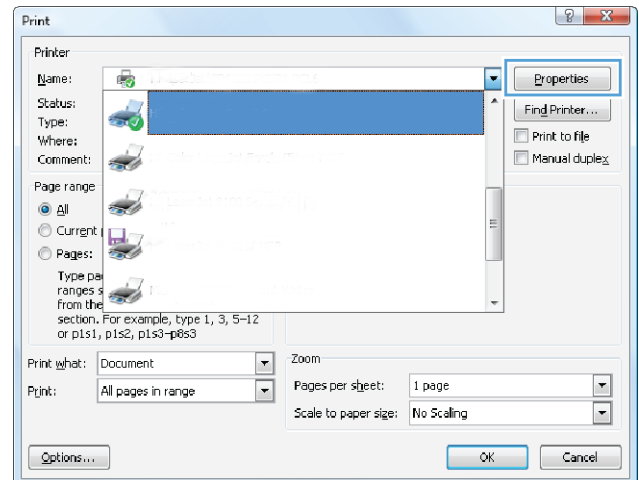 Print
Printer
Name:
Properties
Status:
Find Printer...
Type:
Where:
Print to file
Comment:
Manual duplex
Page range
All
Current
Pages:
Type
ranges
from the
section. For example, type 1, 3, 5–12
or p1s1, p1s2, p1s3–p8s3
Print what: Document
Print: All pages in range
Zoom
Pages per sheet: 1 page
Scale to paper size: No Scaling
Options...
OK
Cancel